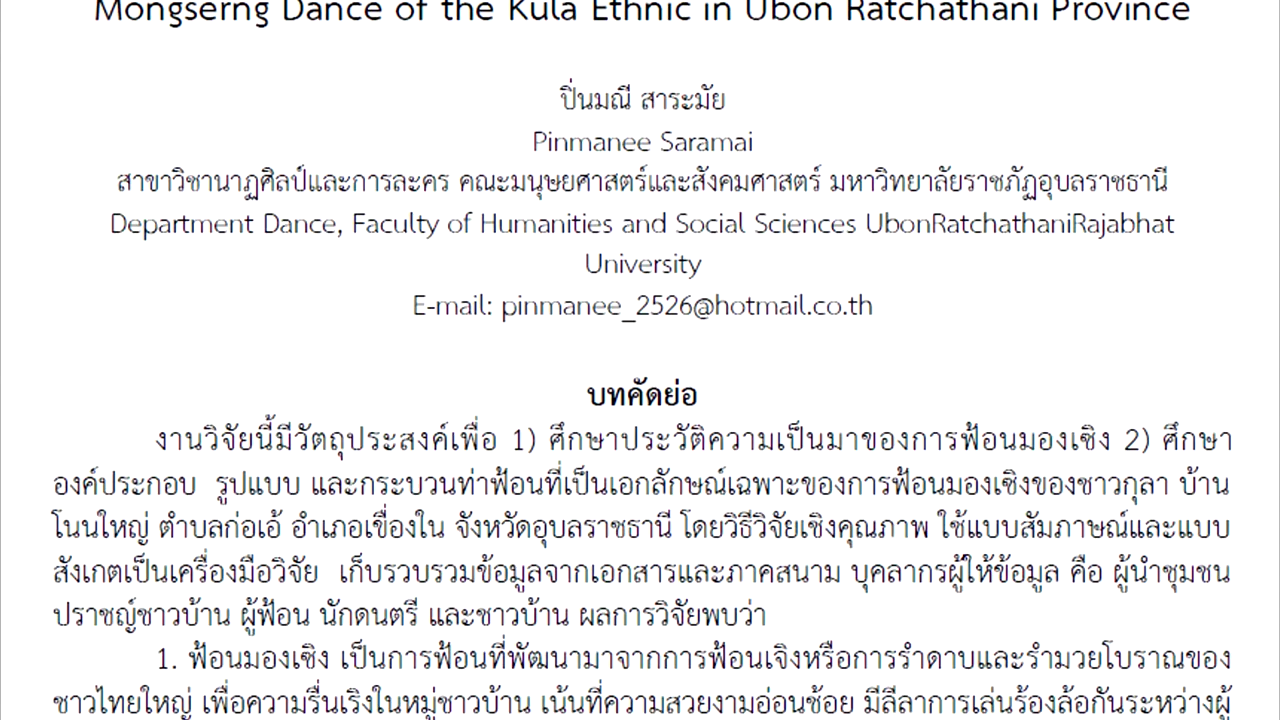 Mongserng Dance of the Kula Ethnic in Ubon Ratchathani Province
ปิ่นมณี สาระมัย
Pinmanee Saramai
สาขาวิชานาฏศิลป์และการละคร คณะมนุษยศาสตร์และสังคมศาสตร์ มหาวิทยาลัยราชภัฏอุบลราชธานี
Department Dance, Faculty of Humanities and Social Sciences UbonRatchathaniRajabhat
University
E-mail: pinmanee_2526@hotmail.co.th
บทคัดย่อ
งานวิจัยนี้มีวัตถุประสงค์เพื่อ 1) ศึกษาประวัติความเป็นมาของการฟ้อนมองเซิง 2) ศึกษา
องค์ประกอบ รูปแบบ และกระบวนท่าฟ้อนที่เป็นเอกลักษณ์เฉพาะของการฟ้อนมองเซิงของชาวกุลา บ้าน
โนนใหญ่ ตำบลก่อเอ้ อำเภอเขื่องใน จังหวัดอุบลราชธานี โดยวิธีวิจัยเชิงคุณภาพ ใช้แบบสัมภาษณ์และแบบ
สังเกตเป็นเครื่องมือวิจัย เก็บรวบรวมข้อมูลจากเอกสารและภาคสนาม บุคลากรผู้ให้ข้อมูล คือ ผู้นำชุมชน
ปราชญ์ชาวบ้าน ผู้ฟ้อน นักดนตรี และชาวบ้าน ผลการวิจัยพบว่า
1. ฟ้อนมองเซิง เป็นการฟ้อนที่พัฒนามาจากการฟ้อนเจิงหรือการรำดาบและรำมวยโบราณของ
ชาวไทยใหญ่ เพื่อความรื่นเริงในหมู่ชาวบ้าน เน้นที่ความสวยงามอ่อนช้อย มีลีลาการเล่นร้องล้อกันระหว่างผู้